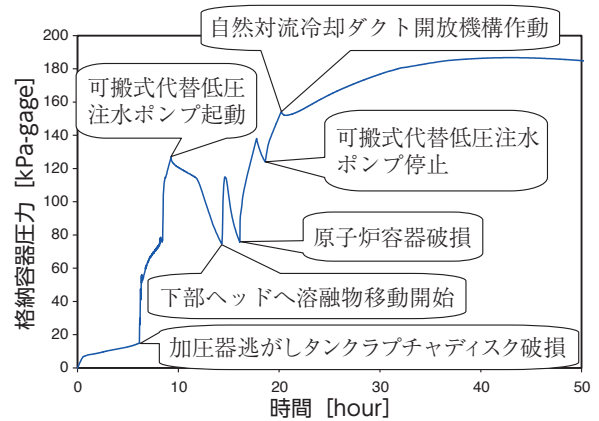 自然対流冷却ダクト開放機構作動
200
180
160
140
120
100
80
60
40
20
0
格納容器圧力 [kPa-gage]
可搬式代替低圧
注水ポンプ起動
可搬式代替低圧注水
ポンプ停止
原子炉容器破損
下部ヘッドへ溶融物移動開始
加圧器逃がしタンクラプチャディスク破損
0
10
20
30
40
50
時間 [hour]